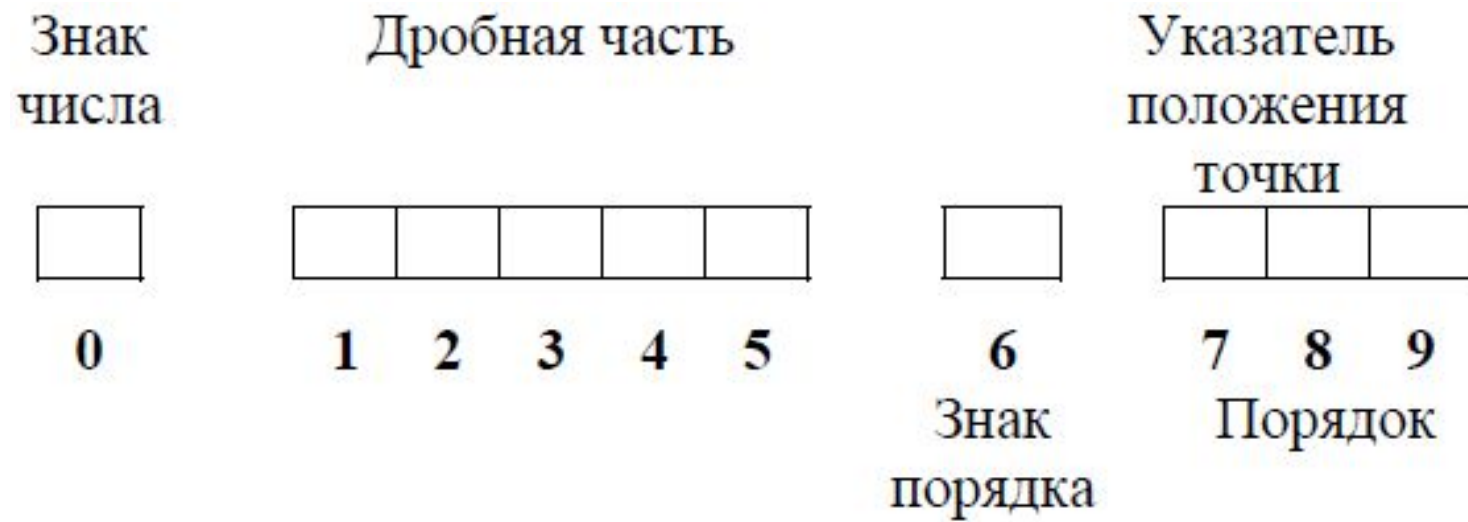 Знак
числа
Дробная часть
Указатель
положения
точки
0 1 2 3 4 5 6 7 8 9
Знак
порядка
Порядок